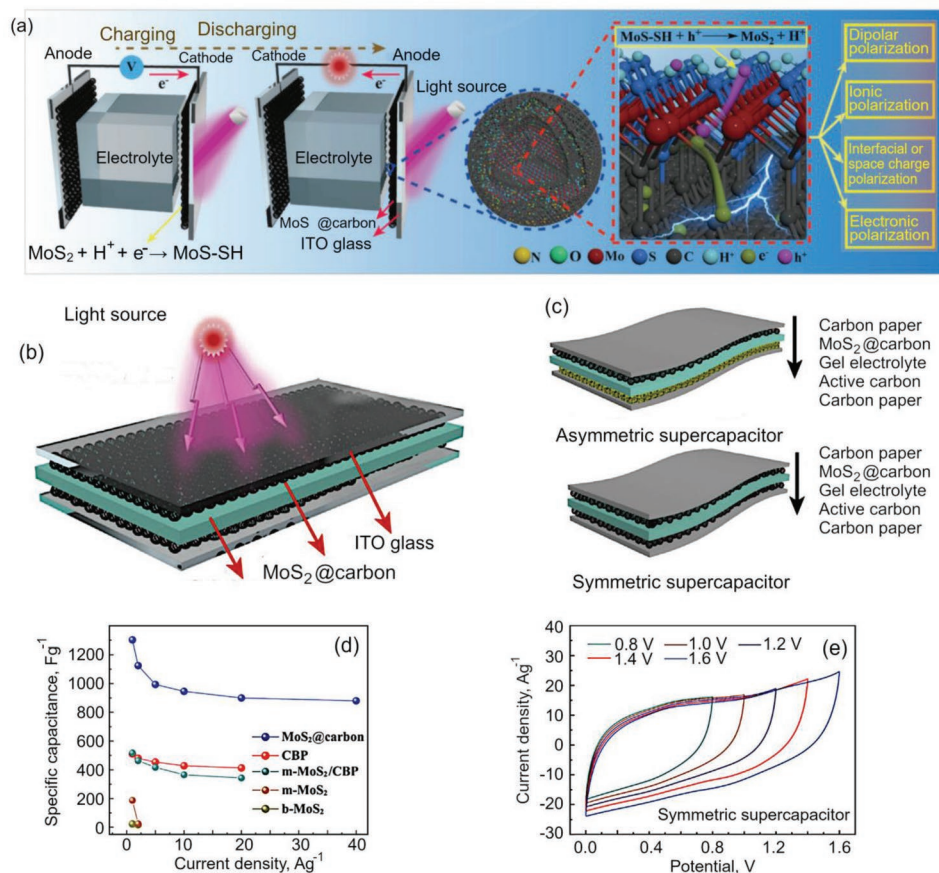 (a)
Charging
Discharging
Anode
V
Cathode
e⁻
Electrolyte
MoS₂ + H⁺ + e⁻→ MoS-SH
Cathode
Anode
e⁻
Light source
Electrolyte
MoS @carbon
ITO glass
MoS-SH + h⁺ → MoS₂ + H⁺
N O Mo S C H⁺ e⁻ h⁺
Dipolar
polarization
Ionic
polarization
Interfacial or
space charge
polarization
Electronic
polarization
(b)
Light source
ITO glass
MoS₂@carbon
(c)
Carbon paper
MoS₂@carbon
Gel electrolyte
Active carbon
Carbon paper
Asymmetric supercapacitor
Carbon paper
MoS₂@carbon
Gel electrolyte
Active carbon
Carbon paper
Symmetric supercapacitor
(d)
Specific capacitance, Fg⁻¹
1200
1000
800
600
400
200
0
MoS₂@carbon
CBP
m-MoS₂/CBP
m-MoS₂
b-MoS₂
0 10 20 30 40
Current density, Ag⁻¹
(e)
Current density, Ag⁻¹
40
30
20
10
0
-10
-20
-30
0.8 V 1.0 V 1.2 V
1.4 V 1.6 V
Symmetric supercapacitor
0.0 0.4 0.8 1.2 1.6
Potential, V